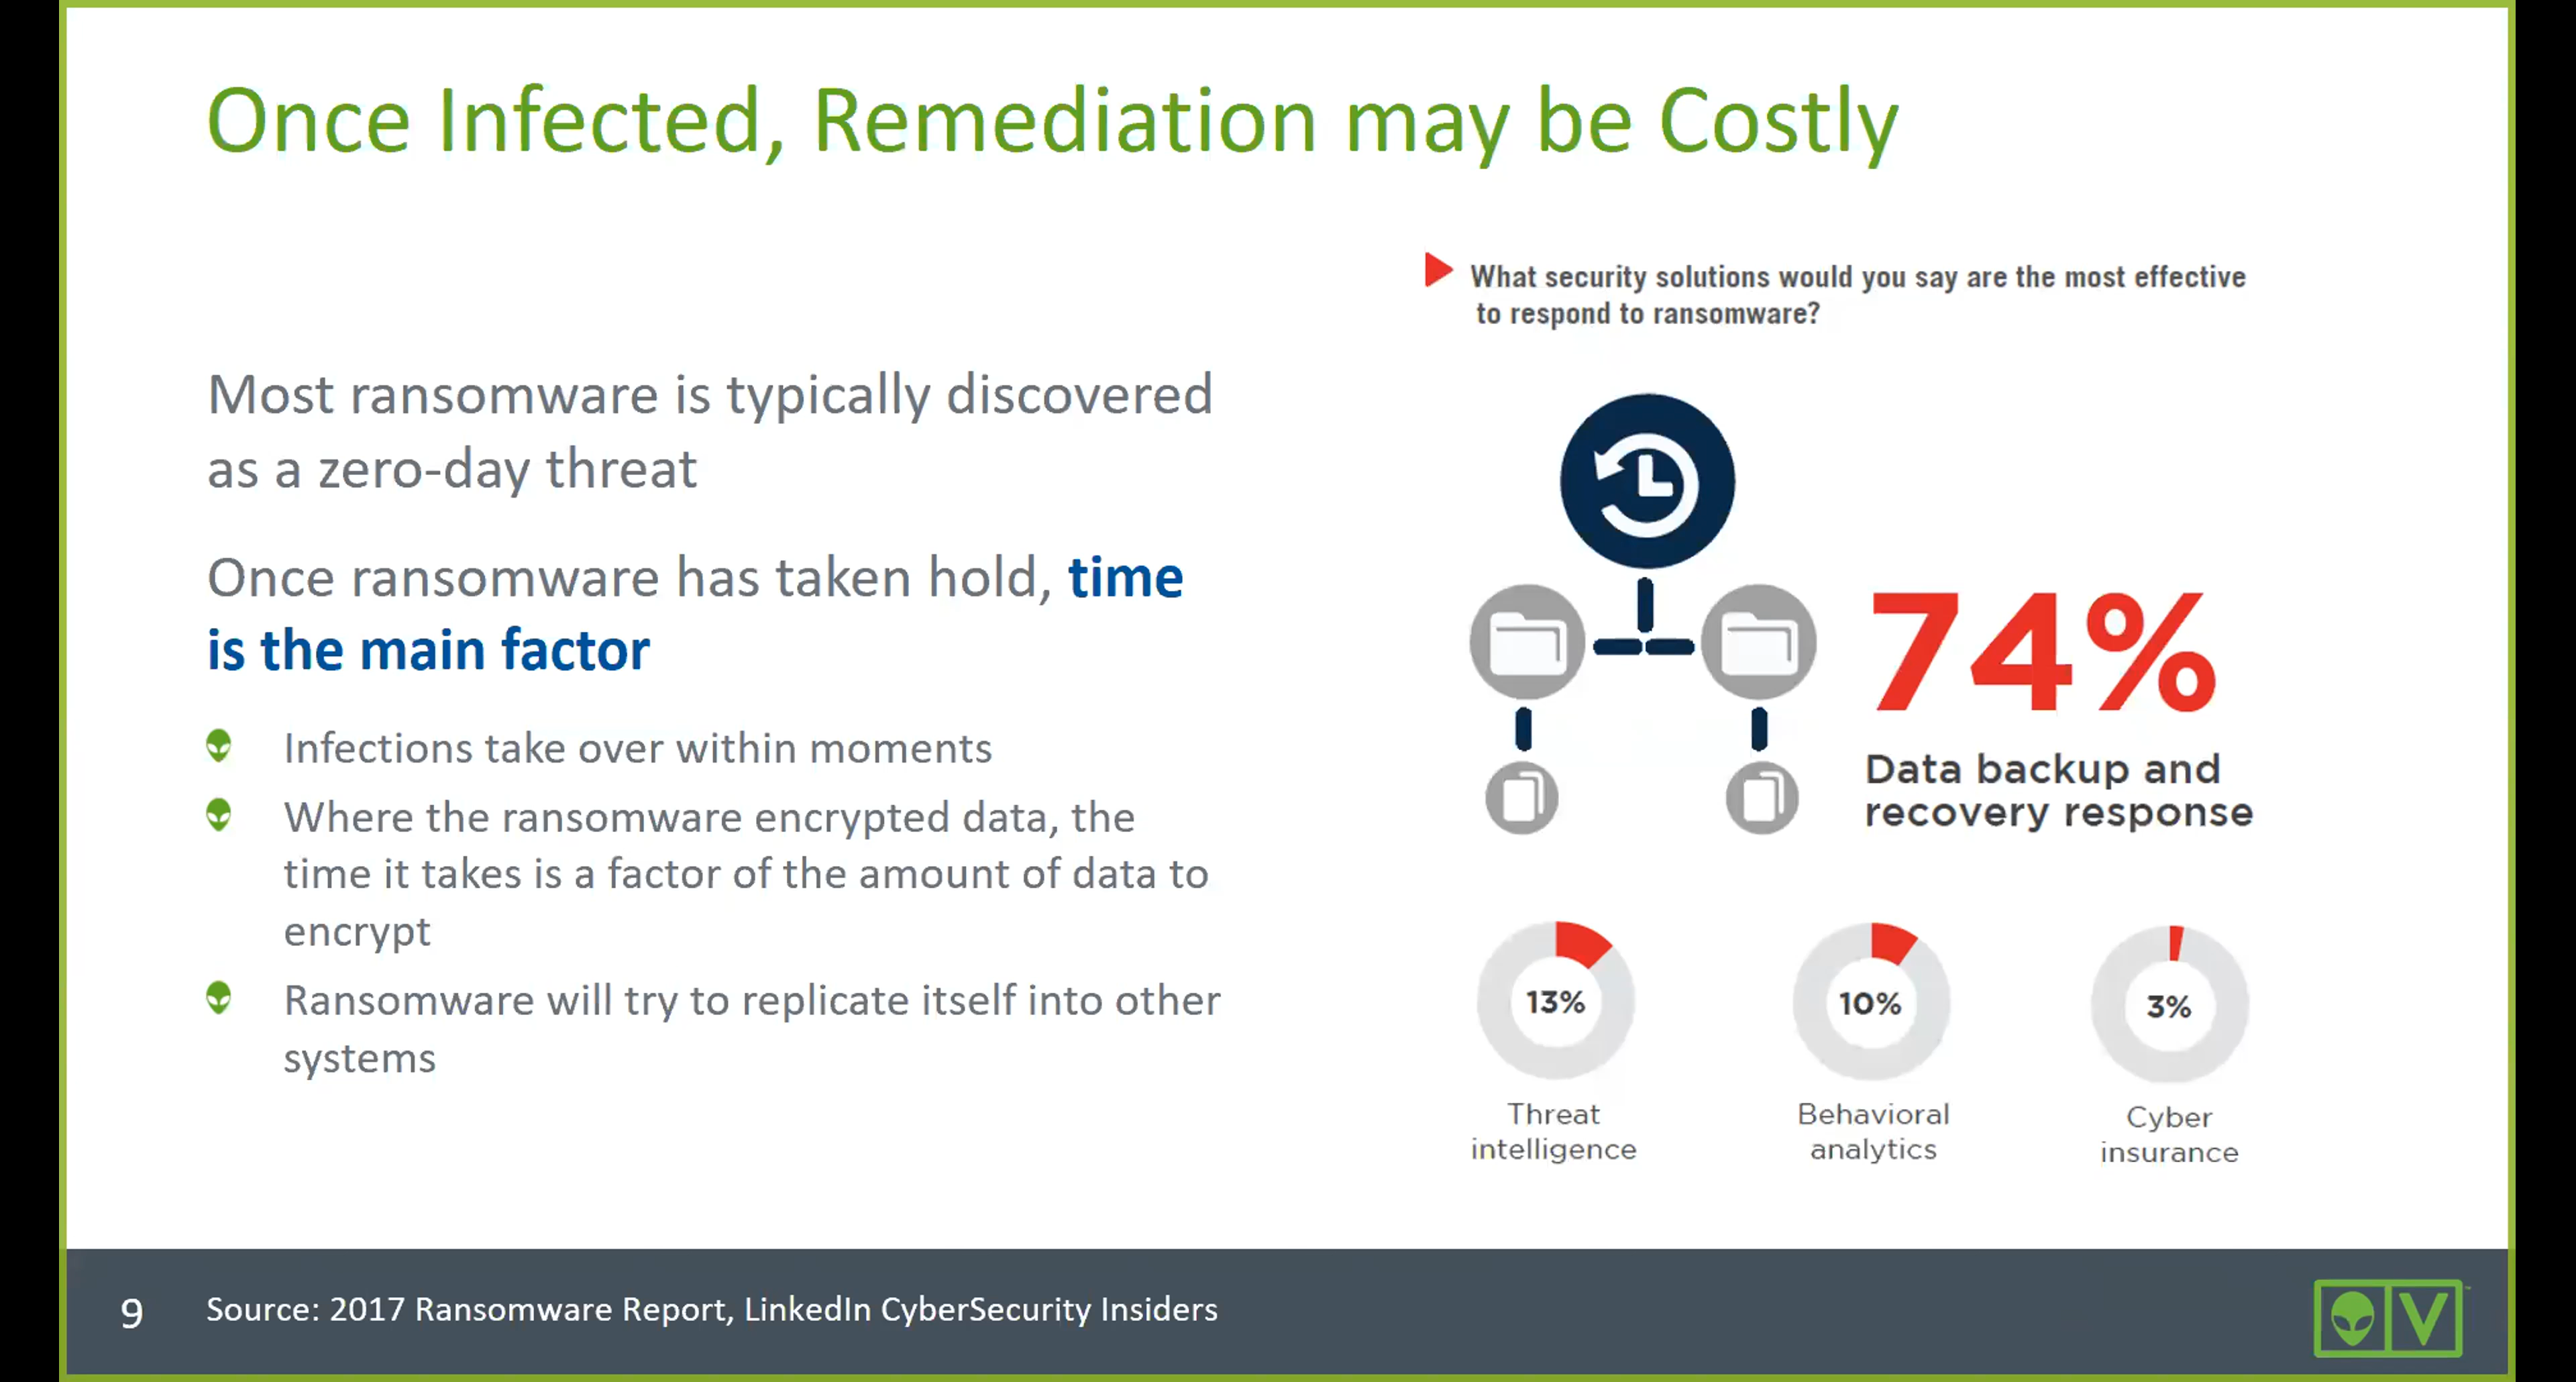 Once Infected, Remediation may be Costly
Most ransomware is typically discovered
as a zero-day threat
Once ransomware has taken hold, time
is the main factor
Infections take over within moments
Where the ransomware encrypted data, the
time it takes is a factor of the amount of data to
encrypt
Ransomware will try to replicate itself into other
systems
What security solutions would you say are the most effective
to respond to ransomware?
74%
Data backup and
recovery response
13%
Threat
intelligence
10%
Behavioral
analytics
3%
Cyber
insurance
9
Source: 2017 Ransomware Report, LinkedIn CyberSecurity Insiders
V